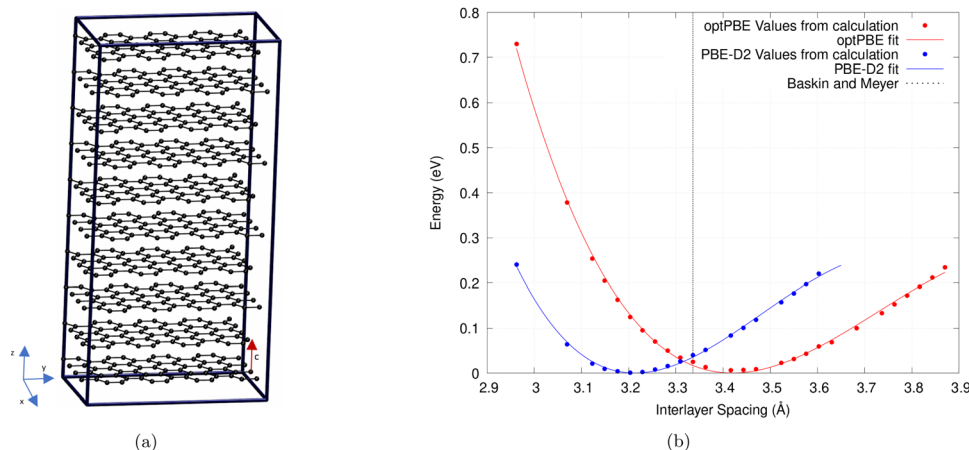 z
y
x
c
(a)
0.8
0.7
0.6
0.5
0.4
0.3
0.2
0.1
0
Energy (eV)
optPBE Values from calculation
optPBE fit
PBE-D2 Values from calculation
PBE-D2 fit
Baskin and Meyer
2.9 3 3.1 3.2 3.3 3.4 3.5 3.6 3.7 3.8 3.9
Interlayer Spacing (Å)
(b)